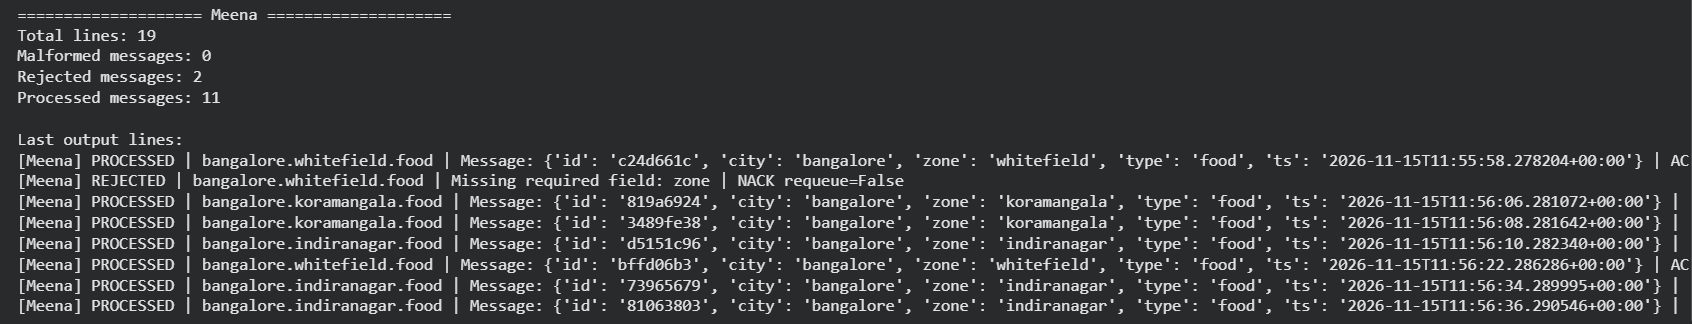 ==================== Meena ====================
Total lines: 19
Malformed messages: 0
Rejected messages: 2
Processed messages: 11
Last output lines:
[Meena] PROCESSED | bangalore.whitefield.food | Message: {'id': 'c24d661c', 'city': 'bangalore', 'zone': 'whitefield', 'type': 'food', 'ts': '2026-11-15T11:55:58.278204+00:00'} | AC
[Meena] REJECTED | bangalore.whitefield.food | Missing required field: zone | NACK requeue=False
[Meena] PROCESSED | bangalore.koramangala.food | Message: {'id': '819a6924', 'city': 'bangalore', 'zone': 'koramangala', 'type': 'food', 'ts': '2026-11-15T11:56:06.281072+00:00'} |
[Meena] PROCESSED | bangalore.koramangala.food | Message: {'id': '3489fe38', 'city': 'bangalore', 'zone': 'koramangala', 'type': 'food', 'ts': '2026-11-15T11:56:08.281642+00:00'} |
[Meena] PROCESSED | bangalore.indiranagar.food | Message: {'id': 'd5151c96', 'city': 'bangalore', 'zone': 'indiranagar', 'type': 'food', 'ts': '2026-11-15T11:56:10.282340+00:00'} |
[Meena] PROCESSED | bangalore.whitefield.food | Message: {'id': 'bffd06b3', 'city': 'bangalore', 'zone': 'whitefield', 'type': 'food', 'ts': '2026-11-15T11:56:22.286286+00:00'} | AC
[Meena] PROCESSED | bangalore.indiranagar.food | Message: {'id': '73965679', 'city': 'bangalore', 'zone': 'indiranagar', 'type': 'food', 'ts': '2026-11-15T11:56:34.289995+00:00'} |
[Meena] PROCESSED | bangalore.indiranagar.food | Message: {'id': '81063803', 'city': 'bangalore', 'zone': 'indiranagar', 'type': 'food', 'ts': '2026-11-15T11:56:36.290546+00:00'} |